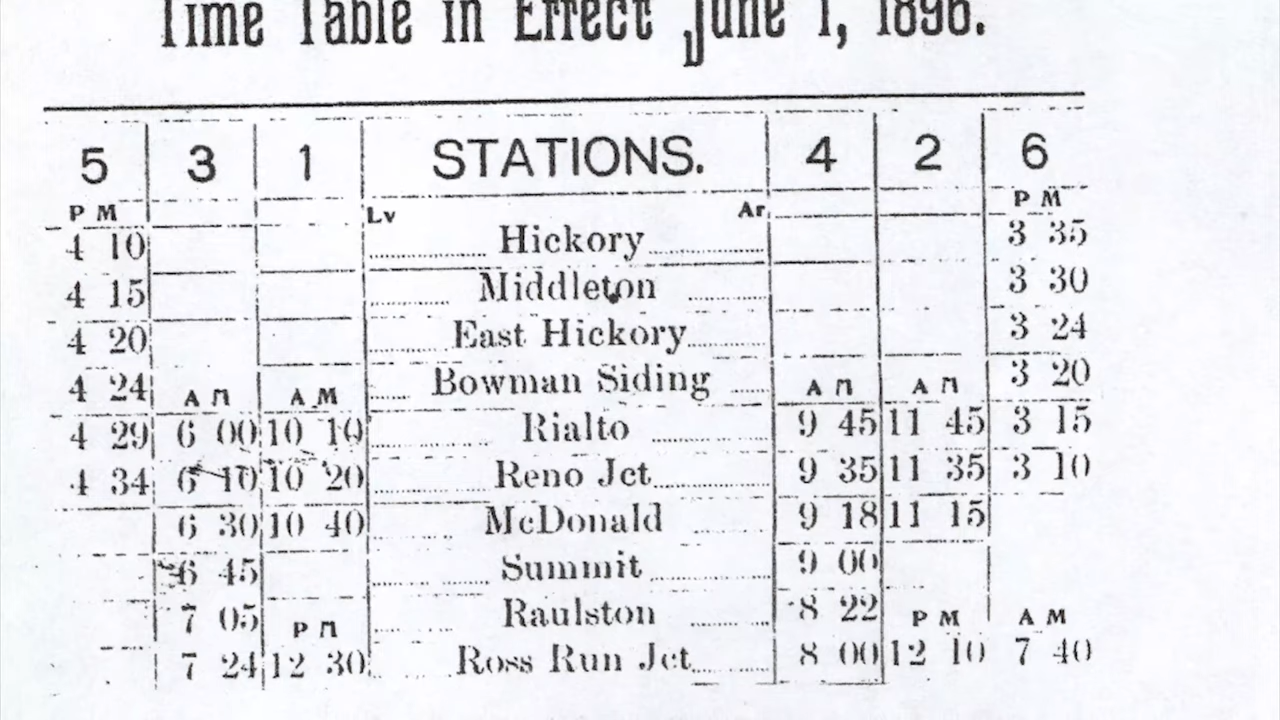 Time Table in Effect June 1, 1896.
5 3 1 STATIONS. 4 2 6
P M Lv Ar P M
4 10 Hickory 3 35
4 15 Middleton 3 30
4 20 East Hickory 3 24
4 24 A M A M Bowman Siding A M A M 3 20
4 29 6 00 10 10 Rialto 9 45 11 45 3 15
4 34 6 10 10 20 Reno Jct. 9 35 11 35 3 10
6 30 10 40 McDonald 9 18 11 15
6 45 Summit 9 00
7 05 P M Raulston 8 22 P M A M
7 24 12 30 Ross Run Jct. 8 00 12 10 7 40